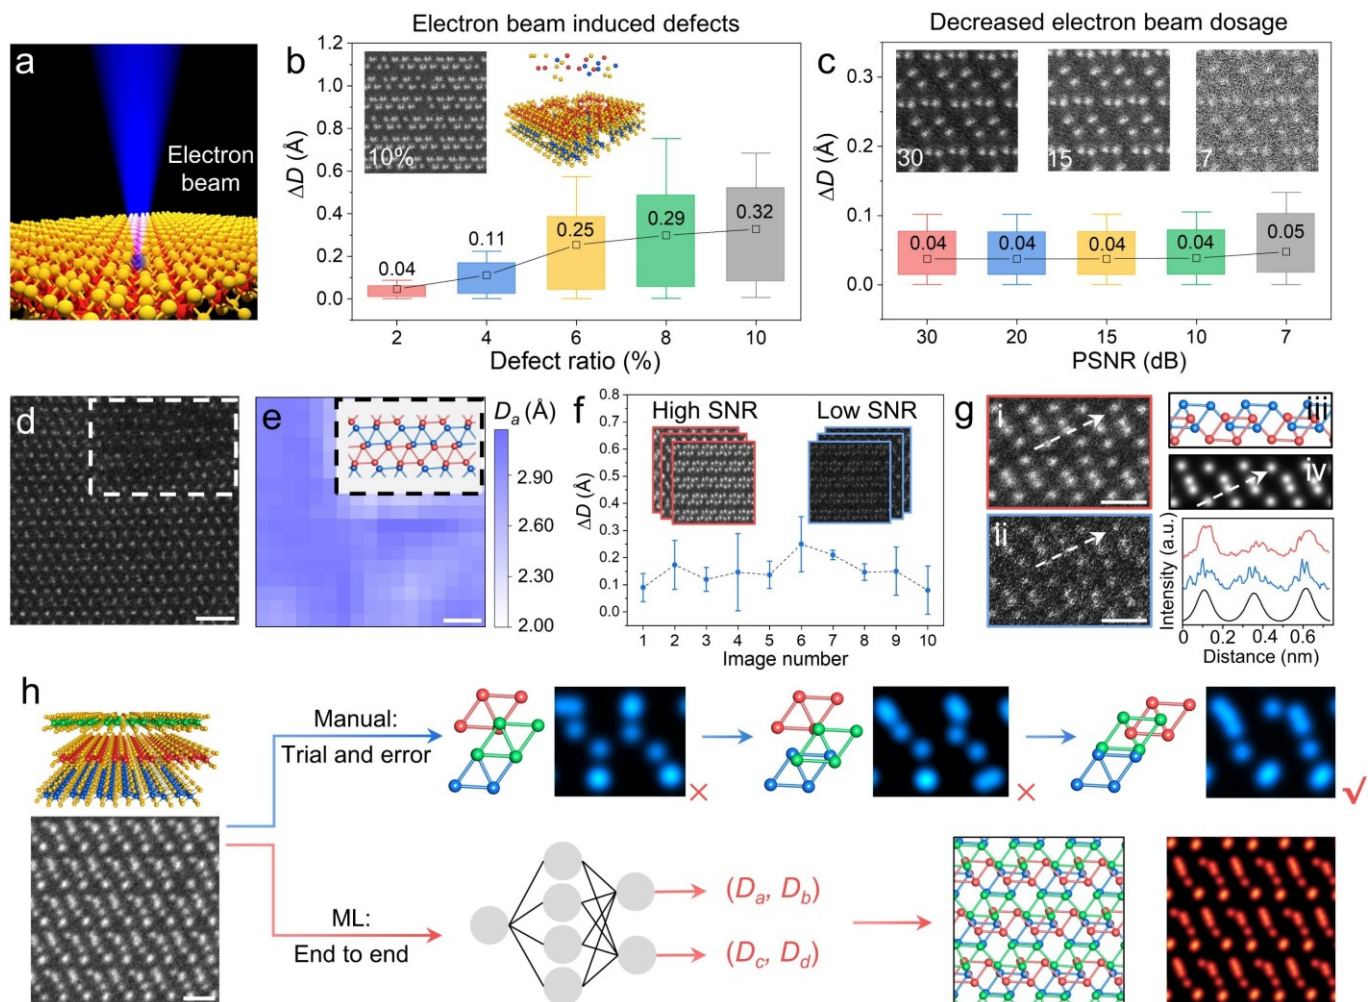 Electron beam induced defects
Decreased electron beam dosage
a
Electron
beam
b
ΔD (Å)
1.2
1.0
0.8
0.6
0.4
0.2
0.0
10%
0.04
0.11
0.25
0.29
0.32
2
4
6
8
10
Defect ratio (%)
c
ΔD (Å)
0.3
0.2
0.1
0.0
30
15
7
0.04
0.04
0.04
0.04
0.05
30
20
15
10
7
PSNR (dB)
d
e
Dₐ (Å)
2.90
2.60
2.30
2.00
f
ΔD (Å)
0.8
0.7
0.6
0.5
0.4
0.3
0.2
0.1
0.0
High SNR
Low SNR
1
2
3
4
5
6
7
8
9
10
Image number
g
i
ii
iii
iv
Intensity (a.u.)
0
0.2
0.4
0.6
Distance (nm)
h
Manual:
Trial and error
×
×
√
ML:
End to end
(Dₐ, D_b)
(D_c, D_d)